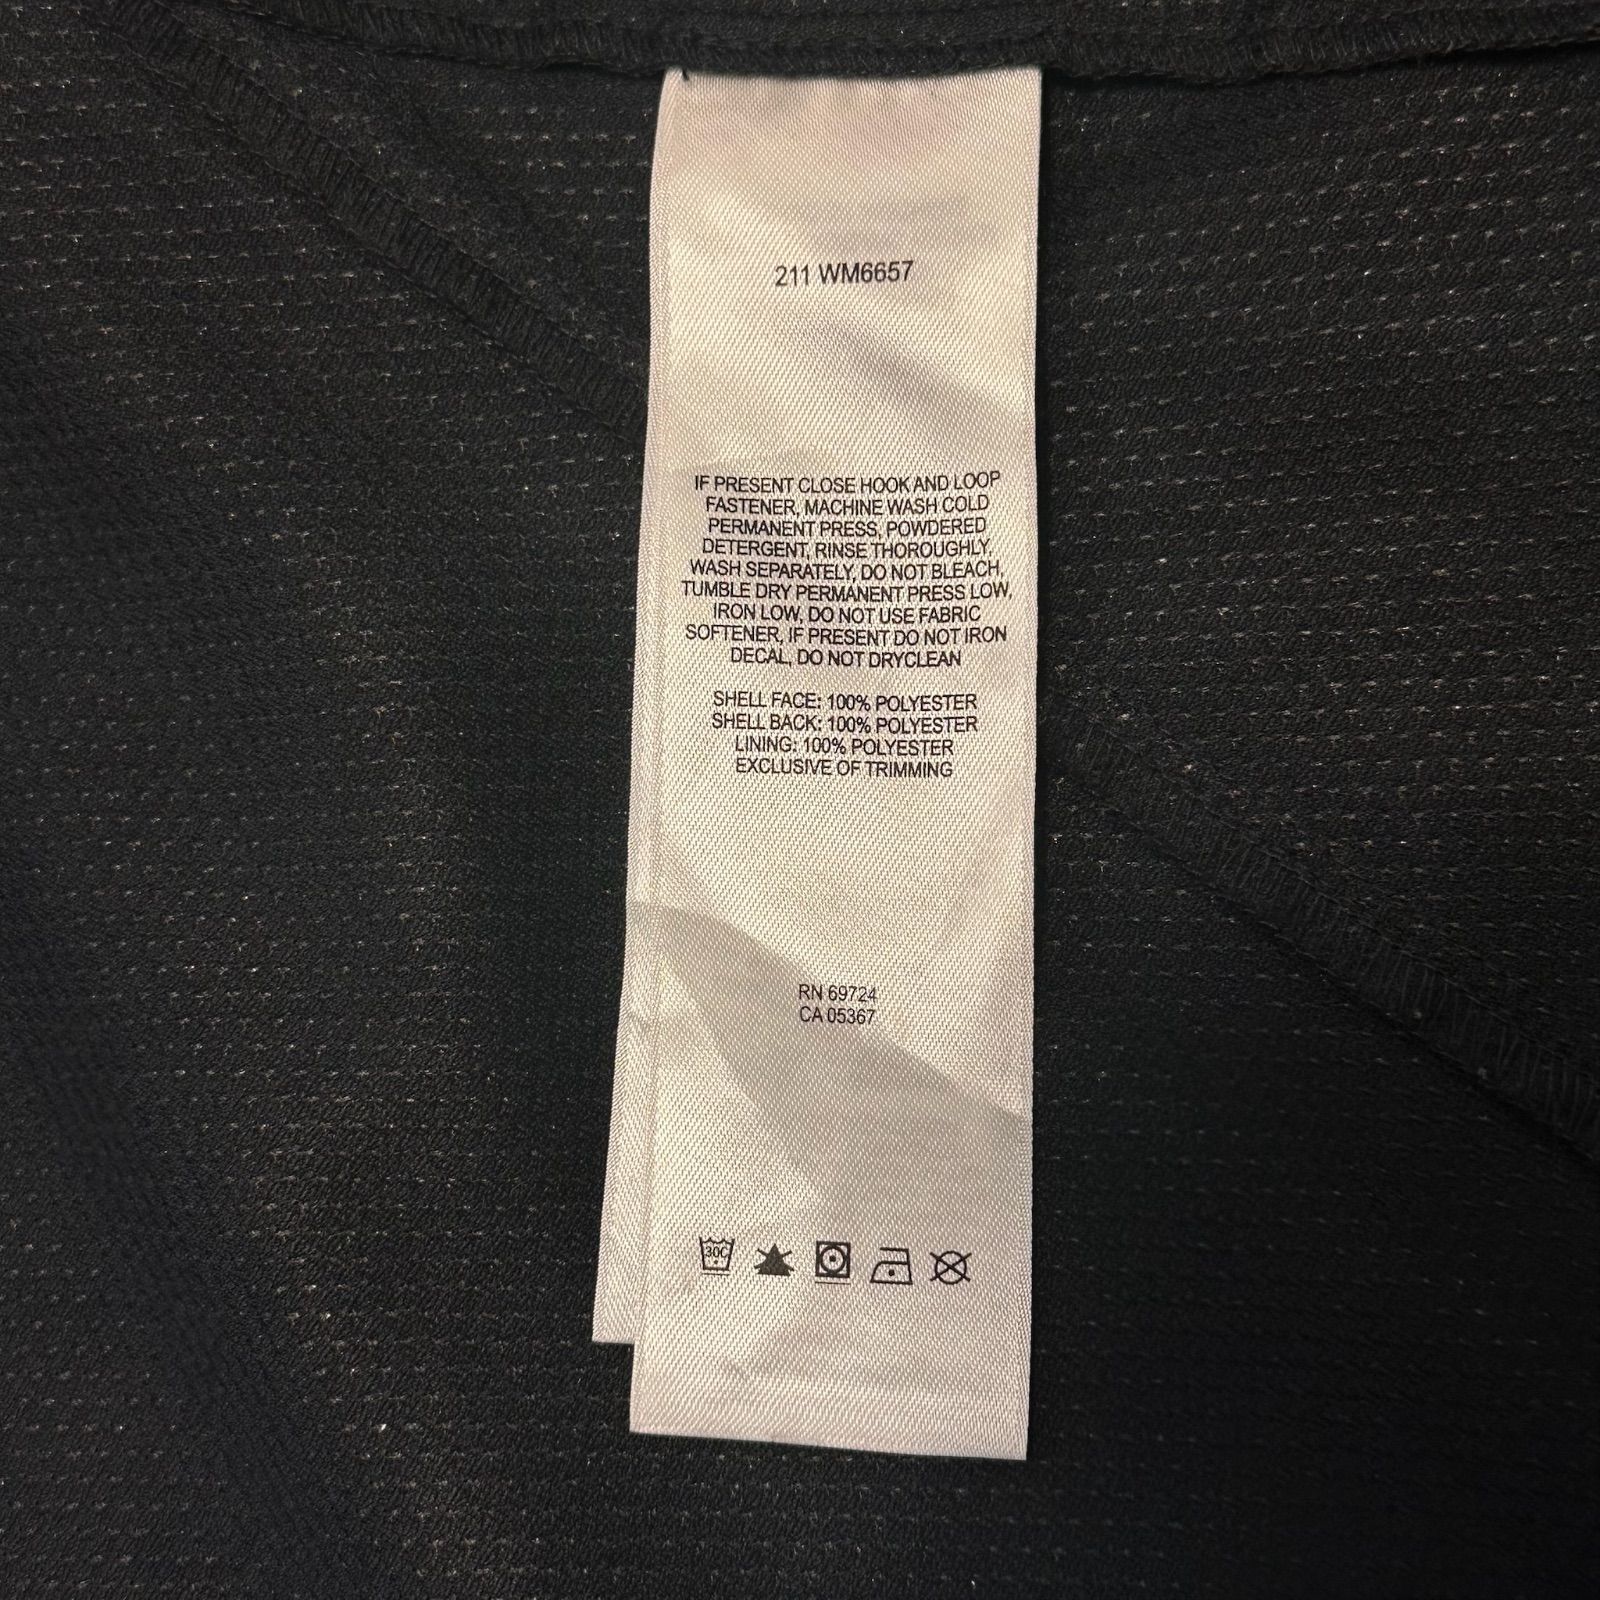 211 WM6657
IF PRESENT CLOSE HOOK AND LOOP
FASTENER, MACHINE WASH COLD
PERMANENT PRESS, POWDERED
DETERGENT, RINSE THOROUGHLY,
WASH SEPARATELY, DO NOT BLEACH,
TUMBLE DRY PERMANENT PRESS LOW,
IRON LOW, DO NOT USE FABRIC
SOFTENER, IF PRESENT DO NOT IRON
DECAL, DO NOT DRYCLEAN
SHELL FACE: 100% POLYESTER
SHELL BACK: 100% POLYESTER
LINING: 100% POLYESTER
EXCLUSIVE OF TRIMMING
RN 69724
CA 05367
30C